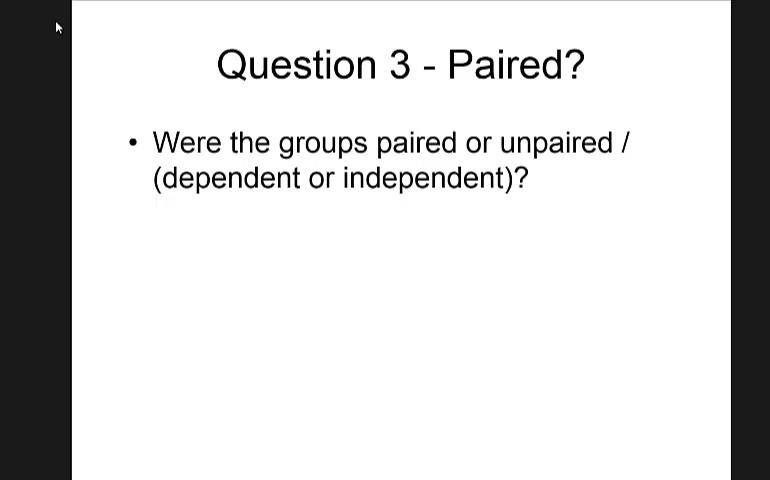 Question 3 - Paired?
• Were the groups paired or unpaired /
(dependent or independent)?